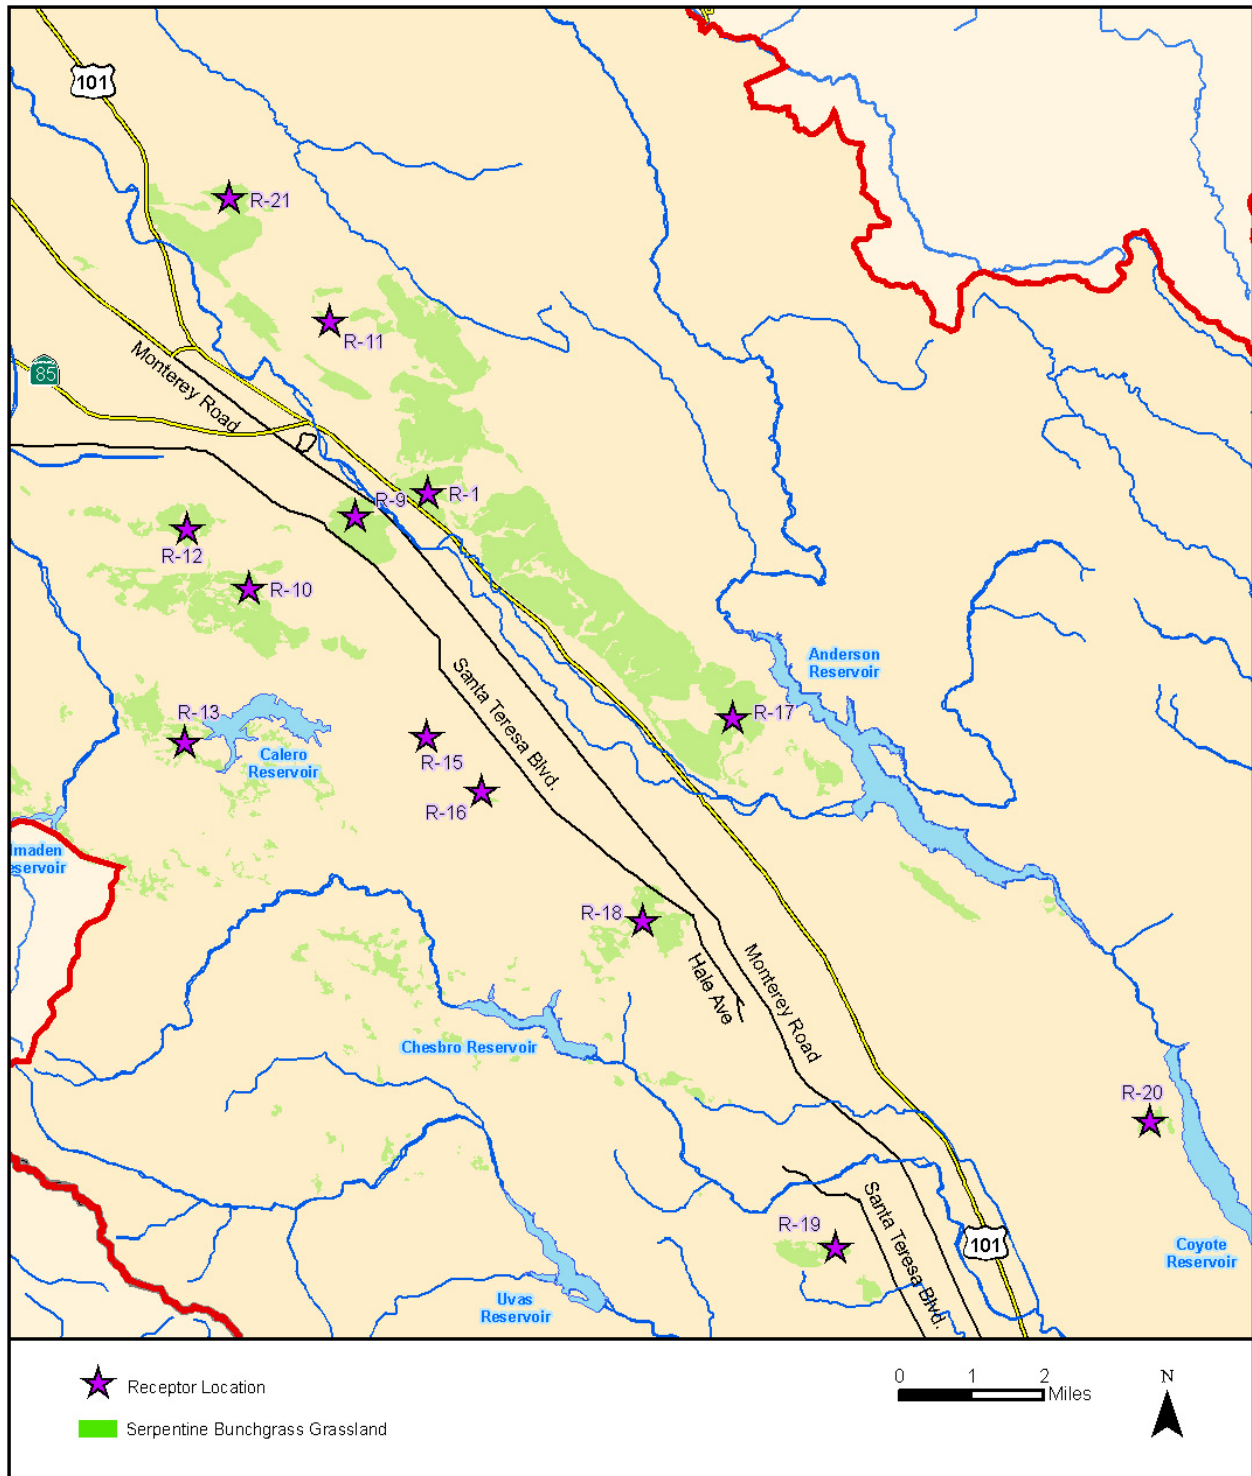 101
R-21
R-11
Monterey Road
85
R-9
R-1
R-12
R-10
Anderson
Reservoir
Santa Teresa Blvd.
R-13
R-17
Calero
Reservoir
R-15
R-16
lmaden
eservoir
R-18
Hale Ave
Monterey Road
Chesbro Reservoir
R-20
R-19
Santa Teresa Blvd.
101
Coyote
Reservoir
Uvas
Reservoir
Receptor Location
Serpentine Bunchgrass Grassland
0 1 2
Miles
N